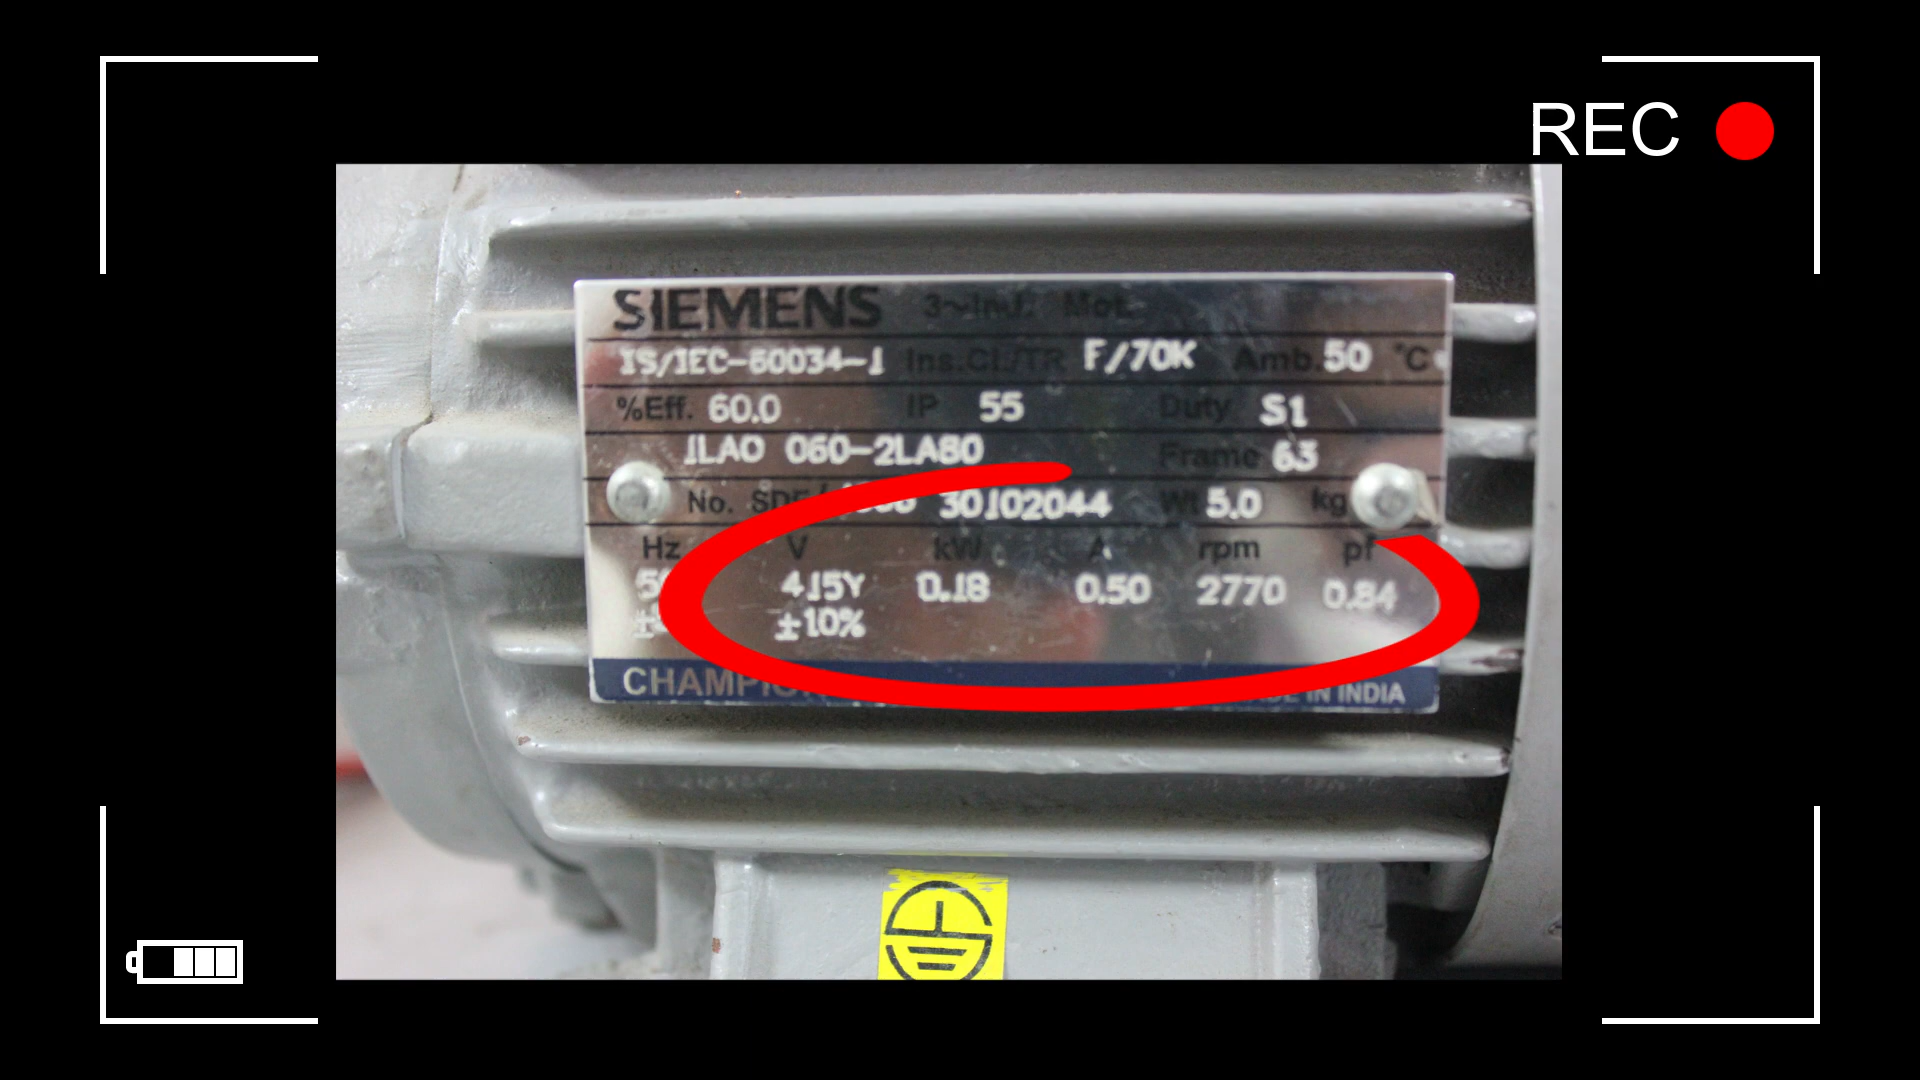 REC
SIEMENS 3~Ind. Mot.
IS/IEC-60034-1 Ins.Cl./TR F/70K Amb. 50 °C
%Eff. 60.0 IP 55 Duty S1
1LA0 060-2LA80 Frame 63
No. 30102044 Wt 5.0 kg
Hz V kW A rpm pf
415Y 0.18 0.50 2770 0.84
±10%
IN INDIA